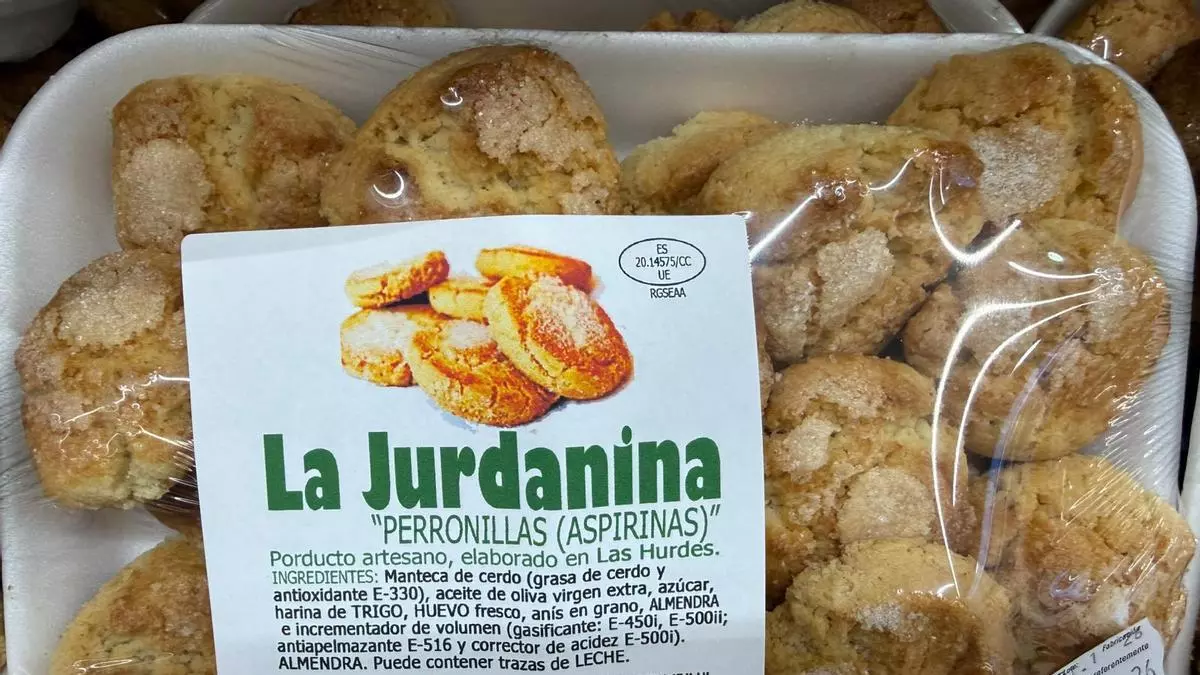 ES
20.14575/CC
UE
RGSEAA
La Jurdanina
"PERRONILLAS (ASPIRINAS)"
Porducto artesano, elaborado en Las Hurdes.
INGREDIENTES: Manteca de cerdo (grasa de cerdo y
antioxidante E-330), aceite de oliva virgen extra, azúcar,
harina de TRIGO, HUEVO fresco, anís en grano, ALMENDRA
e incrementador de volumen (gasificante: E-450i, E-500ii;
antiapelmazante E-516 y corrector de acidez E-500i).
ALMENDRA. Puede contener trazas de LECHE.